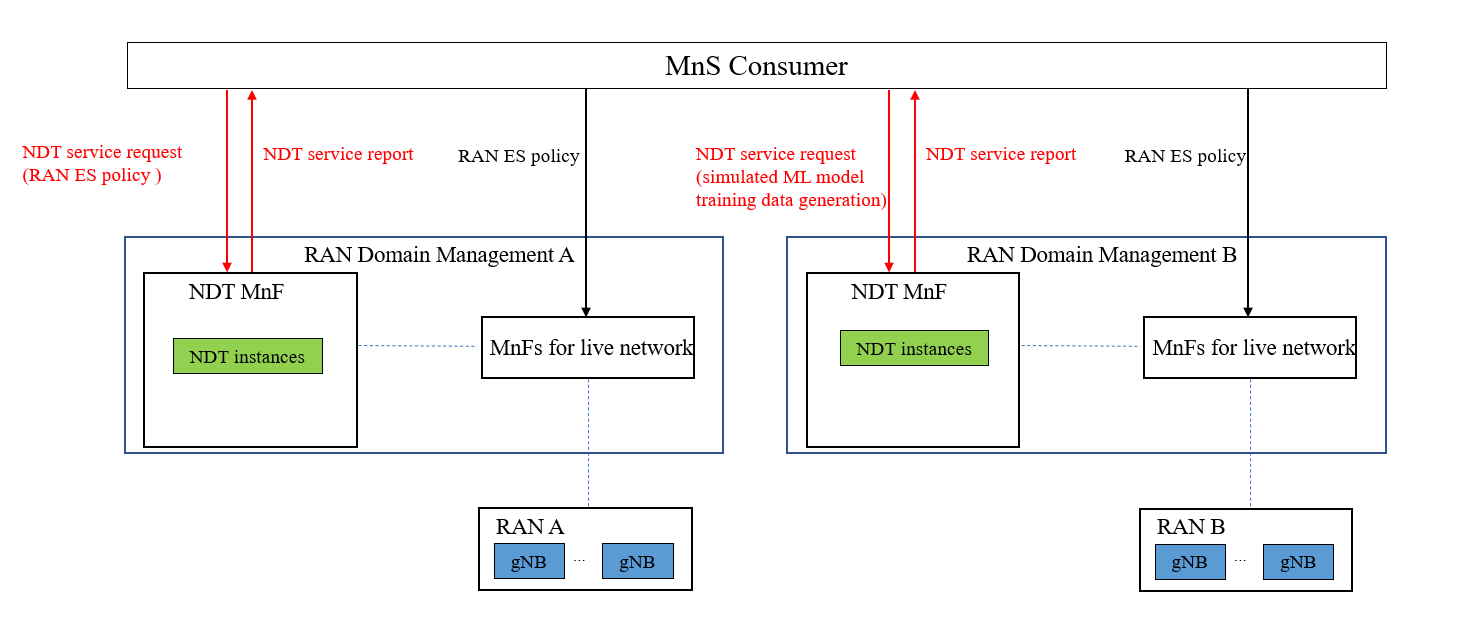 MnS Consumer
NDT service request
(RAN ES policy )
NDT service report
RAN ES policy
NDT service request
(simulated ML model
training data generation)
NDT service report
RAN ES policy
RAN Domain Management A
NDT MnF
NDT instances
MnFs for live network
RAN Domain Management B
NDT MnF
NDT instances
MnFs for live network
RAN A
gNB ... gNB
RAN B
gNB ... gNB